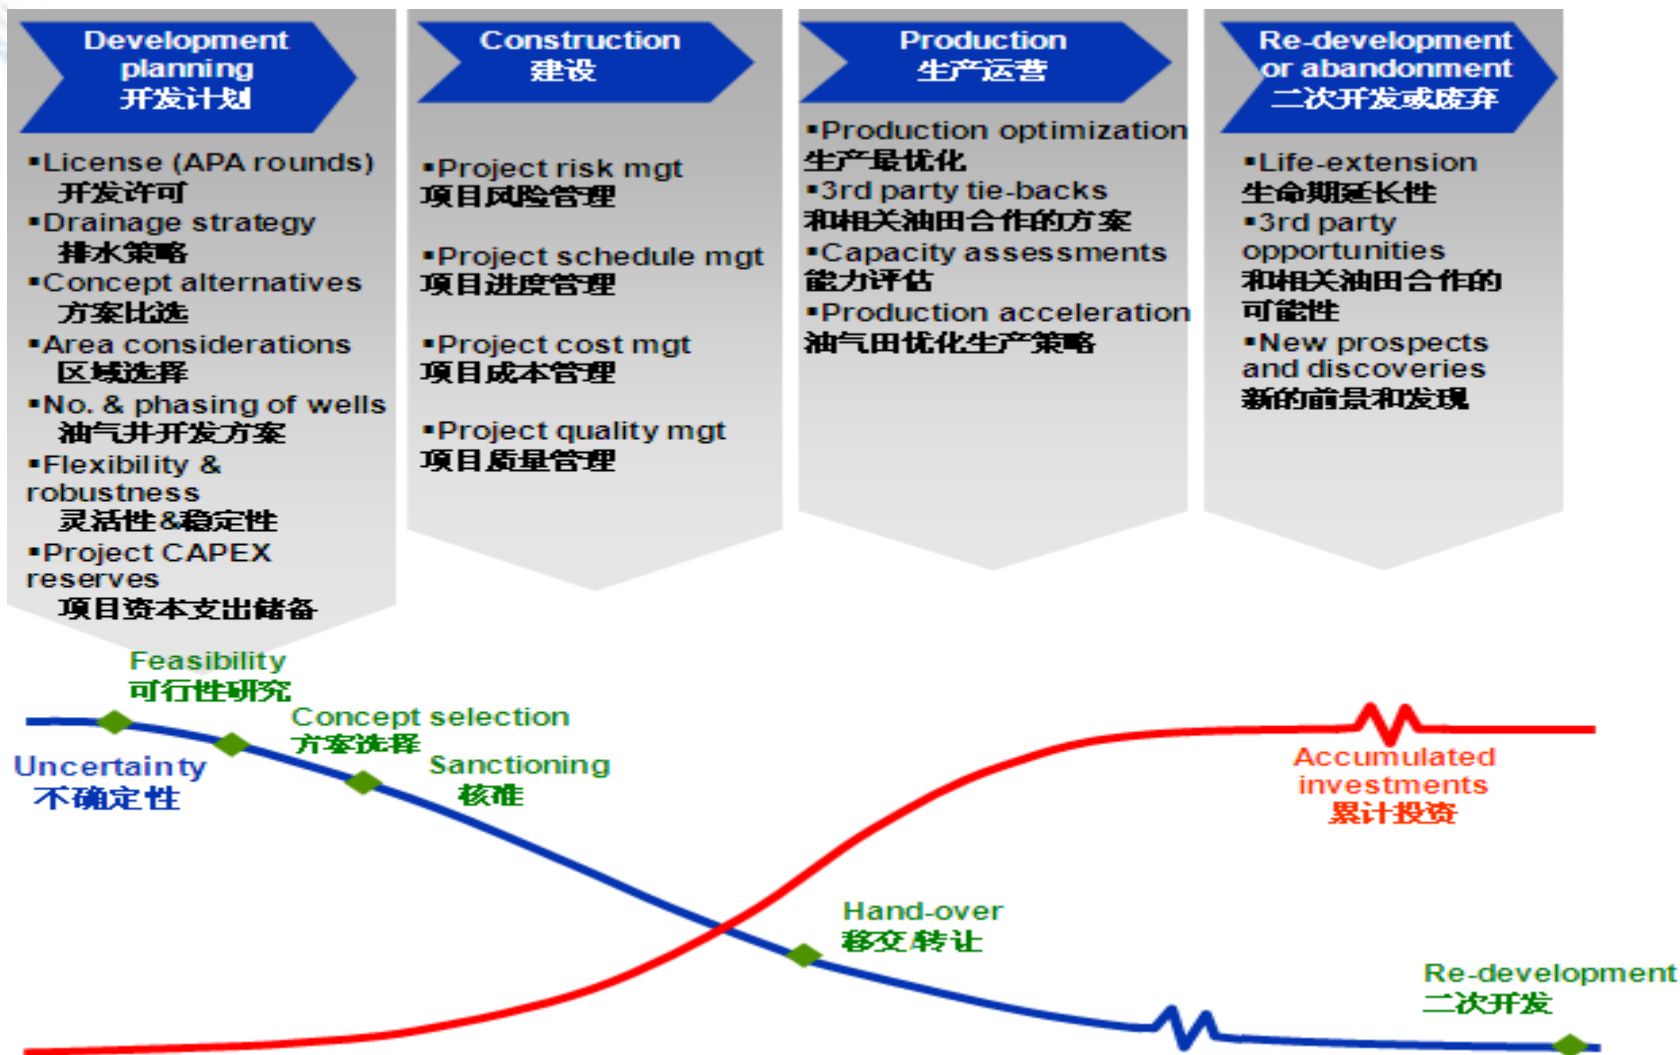 Development
planning
开发计划
▪License (APA rounds)
开发许可
▪Drainage strategy
排水策略
▪Concept alternatives
方案比选
▪Area considerations
区域选择
▪No. & phasing of wells
油气井开发方案
▪Flexibility &
robustness
灵活性&稳定性
▪Project CAPEX
reserves
项目资本支出储备
Construction
建设
▪Project risk mgt
项目风险管理
▪Project schedule mgt
项目进度管理
▪Project cost mgt
项目成本管理
▪Project quality mgt
项目质量管理
Production
生产运营
▪Production optimization
生产最优化
▪3rd party tie-backs
和相关油田合作的方案
▪Capacity assessments
能力评估
▪Production acceleration
油气田优化生产策略
Re-development
or abandonment
二次开发或废弃
▪Life-extension
生命期延长性
▪3rd party
opportunities
和相关油田合作的
可能性
▪New prospects
and discoveries
新的前景和发现
Feasibility
可行性研究
Concept selection
方案选择
Uncertainty
不确定性
Sanctioning
核准
Accumulated
investments
累计投资
Hand-over
移交/转让
Re-development
二次开发